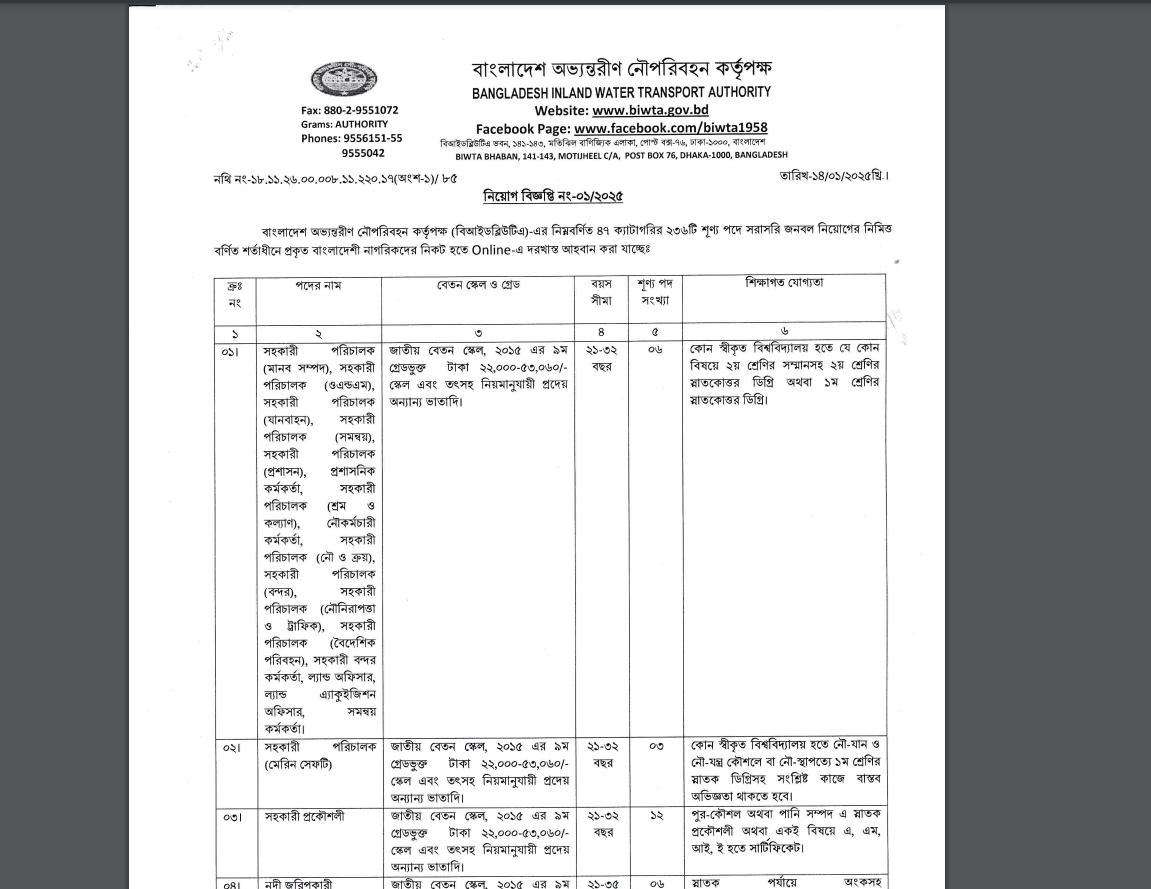 বাংলাদেশ অভ্যন্তরীণ নৌপরিবহন কর্তৃপক্ষ
BANGLADESH INLAND WATER TRANSPORT AUTHORITY
Website: www.biwta.gov.bd
Facebook Page: www.facebook.com/biwta1958
বিআইডব্লিউটিএ ভবন, ১৪১-১৪৩, মতিঝিল বাণিজ্যিক এলাকা, পোস্ট বক্স-৭৬, ঢাকা-১০০০, বাংলাদেশ
BIWTA BHABAN, 141-143, MOTIJHEEL C/A, POST BOX 76, DHAKA-1000, BANGLADESH
Fax: 880-2-9551072
Grams: AUTHORITY
Phones: 9556151-55
9555042
নথি নং-১৮.১১.২৬.০০.০০৮.১১.২২০.১৭(অংশ-১)/ ৮৫
তারিখ-১৪/০১/২০২৫খ্রি.।
নিয়োগ বিজ্ঞপ্তি নং-০১/২০২৫
বাংলাদেশ অভ্যন্তরীণ নৌপরিবহন কর্তৃপক্ষ (বিআইডব্লিউটিএ)-এর নিম্নবর্ণিত ৪৭ ক্যাটাগরির ২৩৬টি শূণ্য পদে সরাসরি জনবল নিয়োগের নিমিত্ত
বর্ণিত শর্তাধীনে প্রকৃত বাংলাদেশী নাগরিকদের নিকট হতে Online-এ দরখাস্ত আহবান করা যাচ্ছেঃ
ক্রঃ
নং
পদের নাম
বেতন স্কেল ও গ্রেড
বয়স
সীমা
শূণ্য পদ
সংখ্যা
শিক্ষাগত যোগ্যতা
১
২
৩
৪
৫
৬
০১।
সহকারী পরিচালক
(মানব সম্পদ), সহকারী
পরিচালক (ওএন্ডএম),
সহকারী পরিচালক
(যানবাহন), সহকারী
পরিচালক (সমন্বয়),
সহকারী পরিচালক
(প্রশাসন), প্রশাসনিক
কর্মকর্তা, সহকারী
পরিচালক (শ্রম ও
কল্যাণ), নৌকর্মচারী
কর্মকর্তা, সহকারী
পরিচালক (নৌ ও ক্রয়),
সহকারী পরিচালক
(বন্দর), সহকারী
পরিচালক (নৌনিরাপত্তা
ও ট্রাফিক), সহকারী
পরিচালক (বৈদেশিক
পরিবহন), সহকারী বন্দর
কর্মকর্তা, ল্যান্ড অফিসার,
ল্যান্ড এ্যাকুইজিশন
অফিসার, সমন্বয়
কর্মকর্তা।
জাতীয় বেতন স্কেল, ২০১৫ এর ৯ম
গ্রেডভুক্ত টাকা ২২,০০০-৫৩,০৬০/-
স্কেল এবং তৎসহ নিয়মানুযায়ী প্রদেয়
অন্যান্য ভাতাদি।
২১-৩২
বছর
০৬
কোন স্বীকৃত বিশ্ববিদ্যালয় হতে যে কোন
বিষয়ে ২য় শ্রেণির সম্মানসহ ২য় শ্রেণির
স্নাতকোত্তর ডিগ্রি অথবা ১ম শ্রেণির
স্নাতকোত্তর ডিগ্রি।
০২।
সহকারী পরিচালক
(মেরিন সেফটি)
জাতীয় বেতন স্কেল, ২০১৫ এর ৯ম
গ্রেডভুক্ত টাকা ২২,০০০-৫৩,০৬০/-
স্কেল এবং তৎসহ নিয়মানুযায়ী প্রদেয়
অন্যান্য ভাতাদি।
২১-৩২
বছর
০৩
কোন স্বীকৃত বিশ্ববিদ্যালয় হতে নৌ-যান ও
নৌ-যন্ত্র কৌশলে বা নৌ-স্থাপত্যে ১ম শ্রেণির
স্নাতক ডিগ্রিসহ সংশ্লিষ্ট কাজে বাস্তব
অভিজ্ঞতা থাকতে হবে।
০৩।
সহকারী প্রকৌশলী
জাতীয় বেতন স্কেল, ২০১৫ এর ৯ম
গ্রেডভুক্ত টাকা ২২,০০০-৫৩,০৬০/-
স্কেল এবং তৎসহ নিয়মানুযায়ী প্রদেয়
অন্যান্য ভাতাদি।
২১-৩২
বছর
১২
পুর-কৌশল অথবা পানি সম্পদ এ স্নাতক
প্রকৌশলী অথবা একই বিষয়ে এ, এম,
আই, ই হতে সার্টিফিকেট।
০৪।
নদী জরিপকারী
জাতীয় বেতন স্কেল, ২০১৫ এর ৯ম
২১-৩৫
০৬
স্নাতক পর্যায়ে অংকসহ